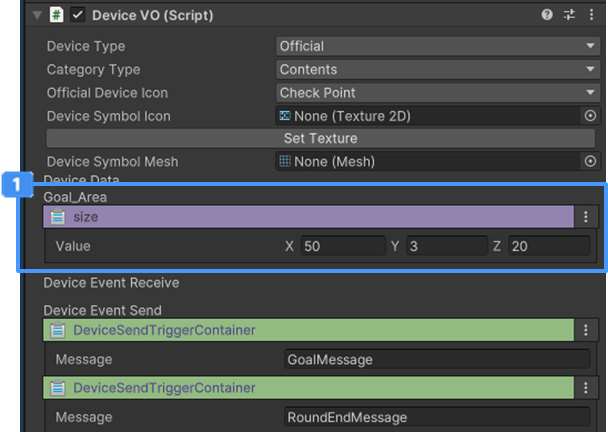 Device VO (Script)
Device Type Official
Category Type Contents
Official Device Icon Check Point
Device Symbol Icon None (Texture 2D)
Set Texture
Device Symbol Mesh None (Mesh)
Device Data
1
Goal_Area
size
Value X 50 Y 3 Z 20
Device Event Receive
Device Event Send
DeviceSendTriggerContainer
Message GoalMessage
DeviceSendTriggerContainer
Message RoundEndMessage